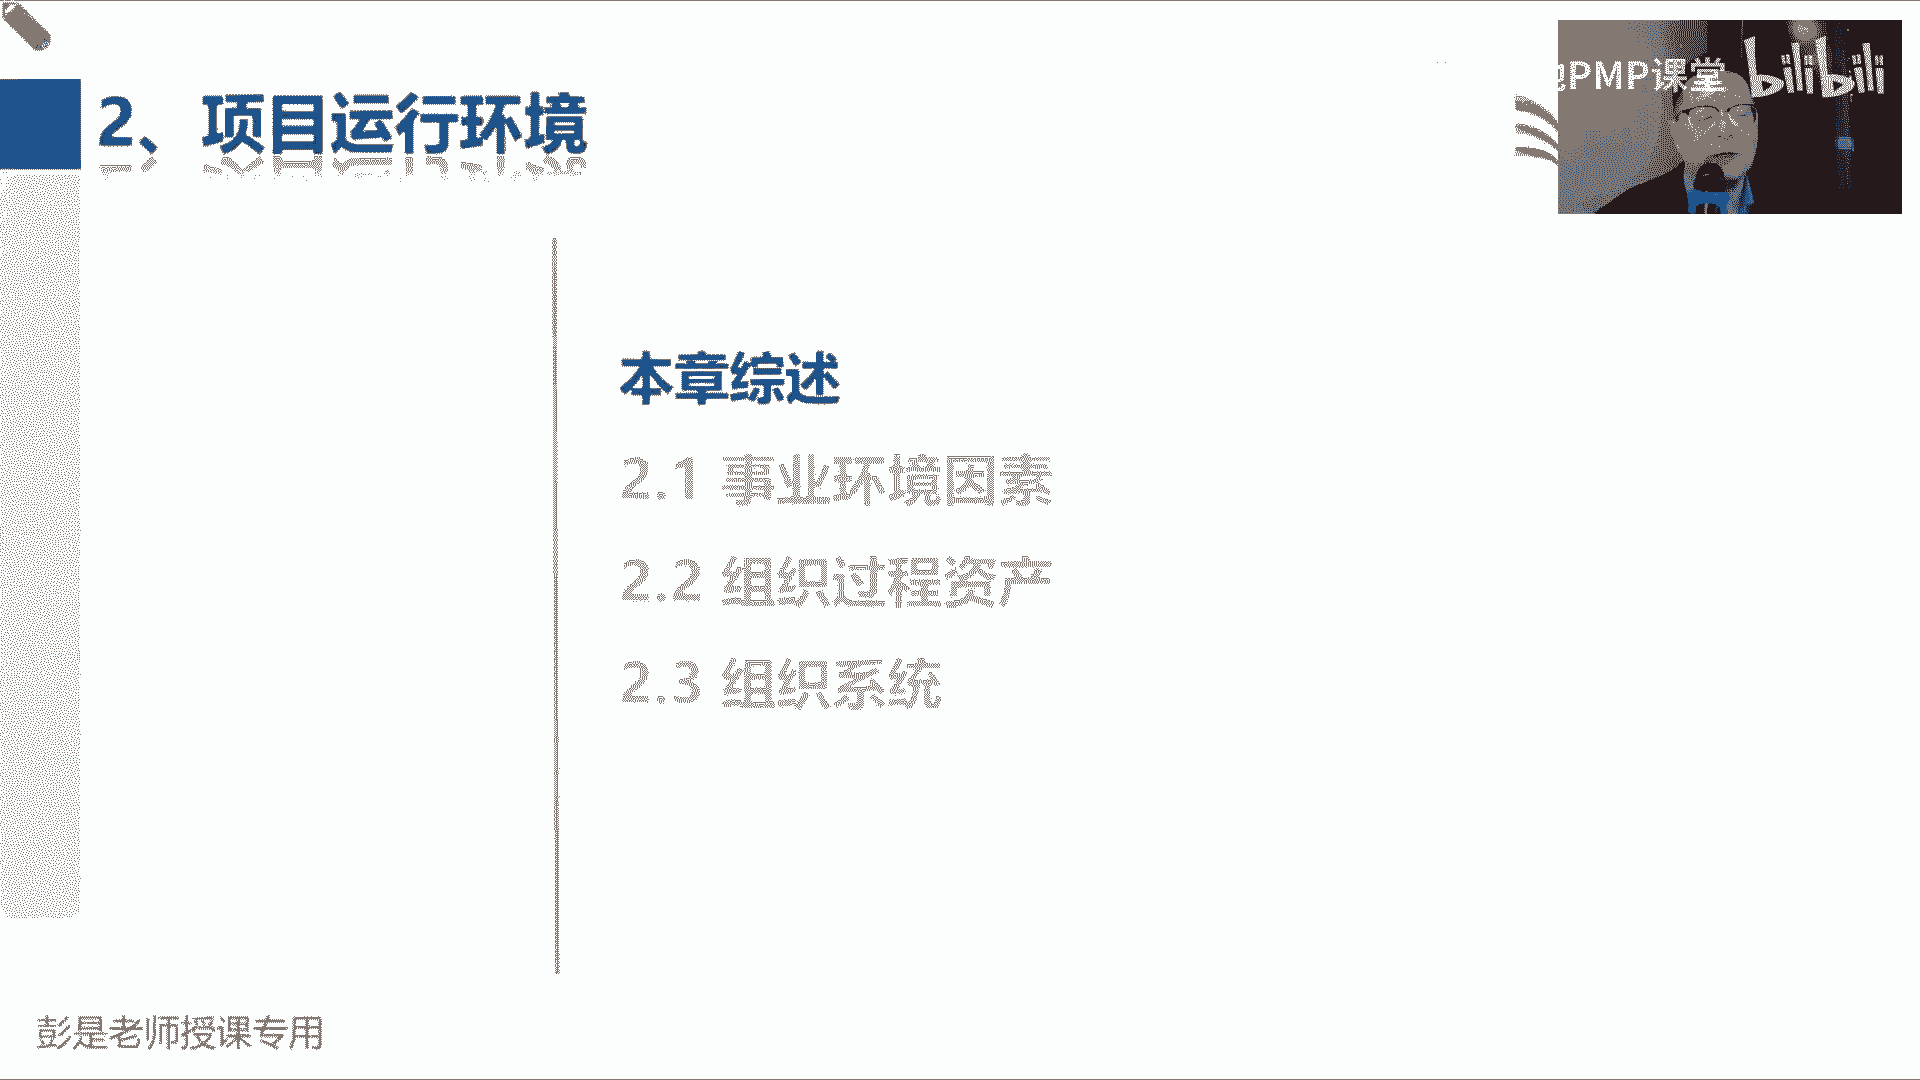 2、项目运行环境
PMP课堂
bilibili
本章综述
2.1 事业环境因素
2.2 组织过程资产
2.3 组织系统
彭是老师授课专用